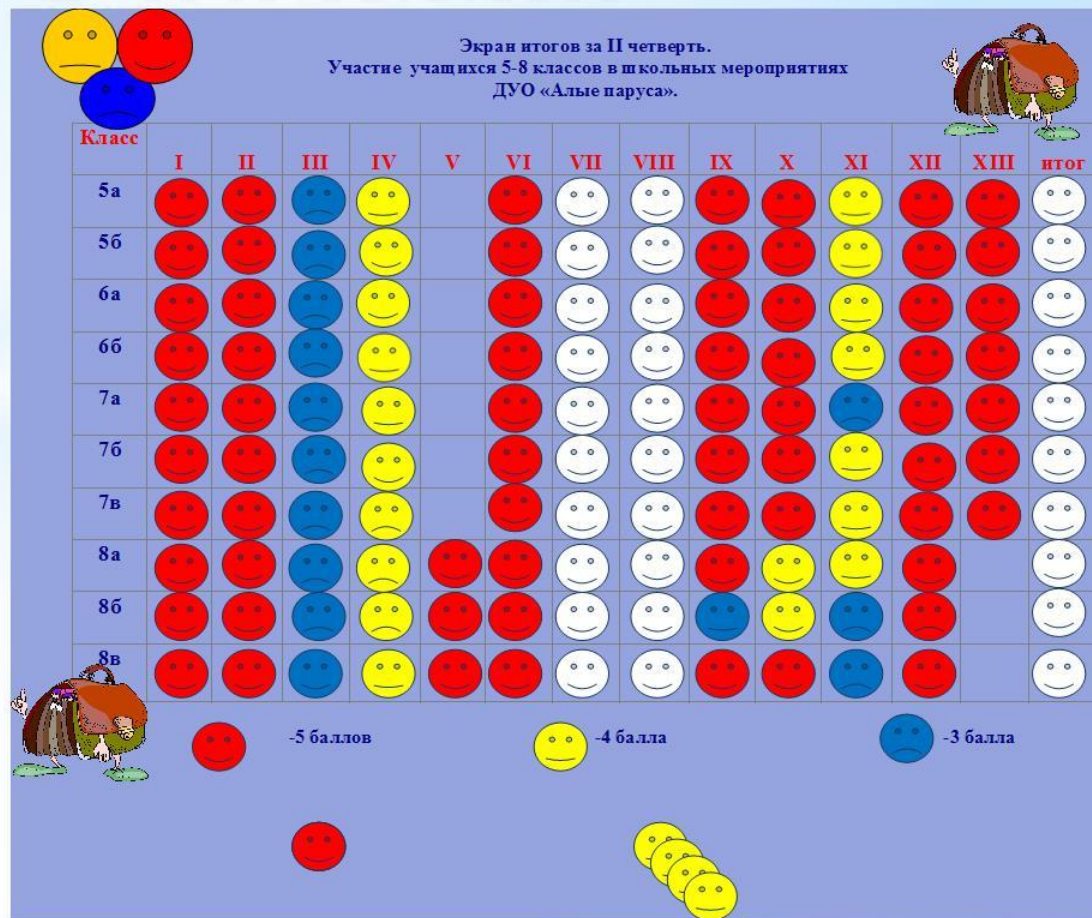 Экран итогов за II четверть.
Участие учащихся 5-8 классов в школьных мероприятиях
ДУО «Алые паруса».
Класс
I II III IV V VI VII VIII IX X XI XII XIII итог
5а
5б
6а
6б
7а
7б
7в
8а
8б
8в
-5 баллов -4 балла -3 балла